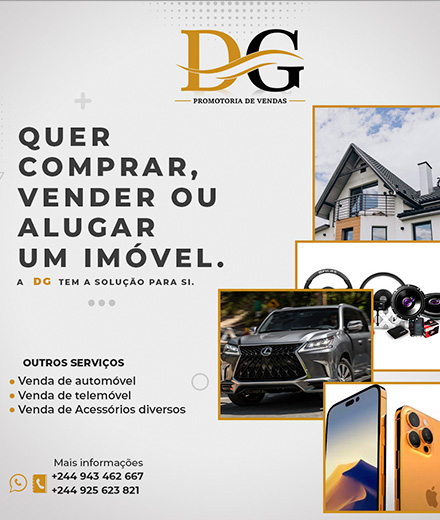 DG
PROMOTORIA DE VENDAS
QUER
COMPRAR,
VENDER OU
ALUGAR
UM IMÓVEL.
A DG TEM A SOLUÇÃO PARA SI.
OUTROS SERVIÇOS
Venda de automóvel
Venda de telemóvel
Venda de Acessórios diversos
Mais informações
+244 943 462 667
+244 925 623 821